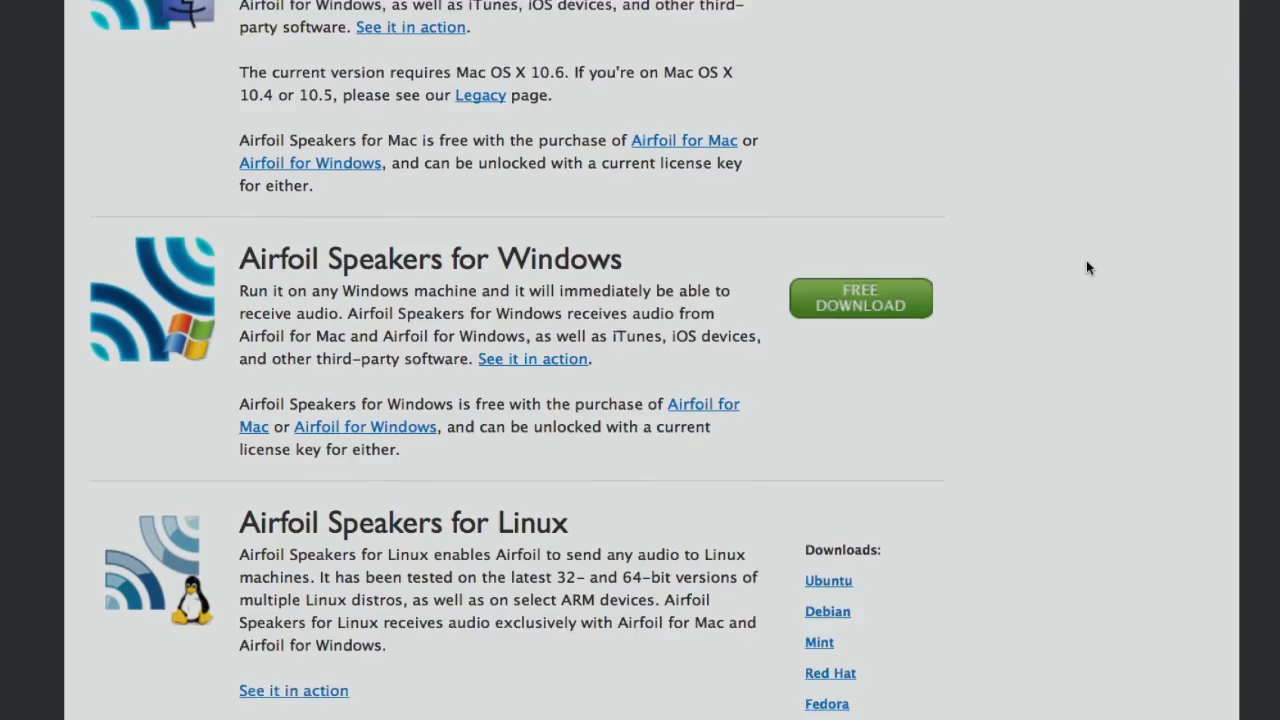 Airfoil for Windows, as well as iTunes, iOS devices, and other third-
party software. See it in action.
The current version requires Mac OS X 10.6. If you're on Mac OS X
10.4 or 10.5, please see our Legacy page.
Airfoil Speakers for Mac is free with the purchase of Airfoil for Mac or
Airfoil for Windows, and can be unlocked with a current license key
for either.
Airfoil Speakers for Windows
Run it on any Windows machine and it will immediately be able to
receive audio. Airfoil Speakers for Windows receives audio from
Airfoil for Mac and Airfoil for Windows, as well as iTunes, iOS devices,
and other third-party software. See it in action.
FREE
DOWNLOAD
Airfoil Speakers for Windows is free with the purchase of Airfoil for
Mac or Airfoil for Windows, and can be unlocked with a current
license key for either.
Airfoil Speakers for Linux
Airfoil Speakers for Linux enables Airfoil to send any audio to Linux
machines. It has been tested on the latest 32- and 64-bit versions of
multiple Linux distros, as well as on select ARM devices. Airfoil
Speakers for Linux receives audio exclusively with Airfoil for Mac and
Airfoil for Windows.
See it in action
Downloads:
Ubuntu
Debian
Mint
Red Hat
Fedora